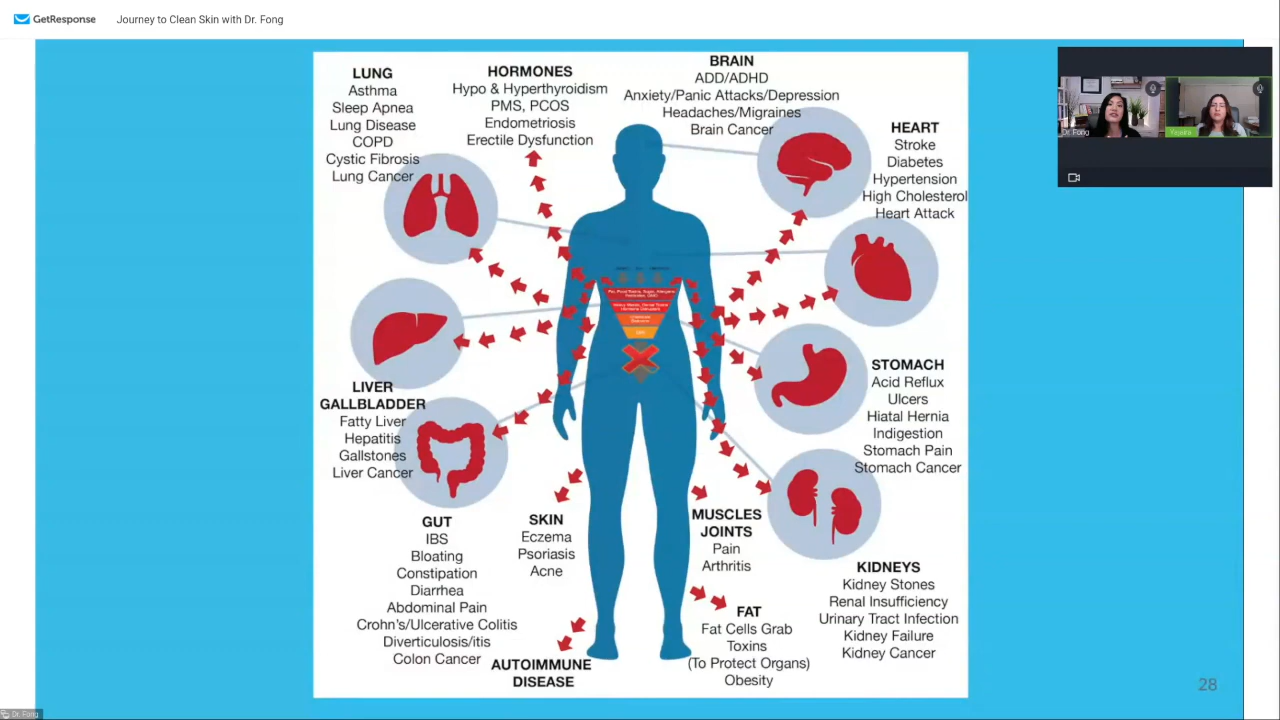 GetResponse
Journey to Clean Skin with Dr. Fong
LUNG
Asthma
Sleep Apnea
Lung Disease
COPD
Cystic Fibrosis
Lung Cancer
HORMONES
Hypo & Hyperthyroidism
PMS, PCOS
Endometriosis
Erectile Dysfunction
BRAIN
ADD/ADHD
Anxiety/Panic Attacks/Depression
Headaches/Migraines
Brain Cancer
HEART
Stroke
Diabetes
Hypertension
High Cholesterol
Heart Attack
Dr. Fong
LIVER
GALLBLADDER
Fatty Liver
Hepatitis
Gallstones
Liver Cancer
STOMACH
Acid Reflux
Ulcers
Hiatal Hernia
Indigestion
Stomach Pain
Stomach Cancer
GUT
IBS
Bloating
Constipation
Diarrhea
Abdominal Pain
Crohn's/Ulcerative Colitis
Diverticulosis/itis
Colon Cancer
SKIN
Eczema
Psoriasis
Acne
MUSCLES
JOINTS
Pain
Arthritis
KIDNEYS
Kidney Stones
Renal Insufficiency
Urinary Tract Infection
Kidney Failure
Kidney Cancer
FAT
Fat Cells Grab
Toxins
(To Protect Organs)
Obesity
AUTOIMMUNE
DISEASE
28
Dr. Fong